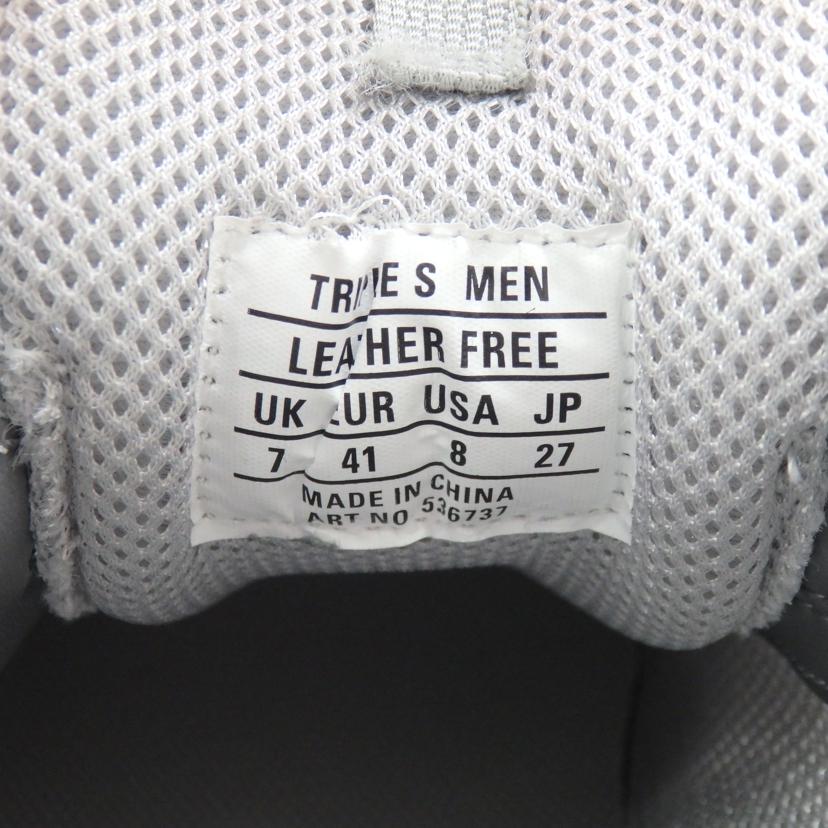 TRIPLE S MEN
LEATHER FREE
UK EUR USA JP
7 41 8 27
MADE IN CHINA
ART NO 536737